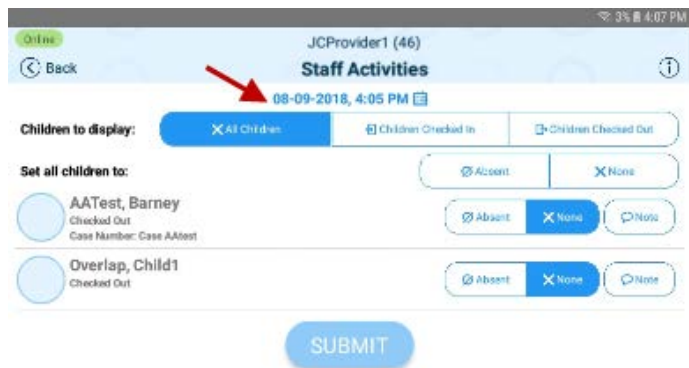 3% 4:07 PM
Online
JCProvider1 (46)
Back
Staff Activities
08-09-2018, 4:05 PM
Children to display: All Children Children Checked In Children Checked Out
Set all children to: Absent None
AATest, Barney
Checked Out
Case Number: Case AAtest
Absent None Note
Overlap, Child1
Checked Out
Absent None Note
SUBMIT